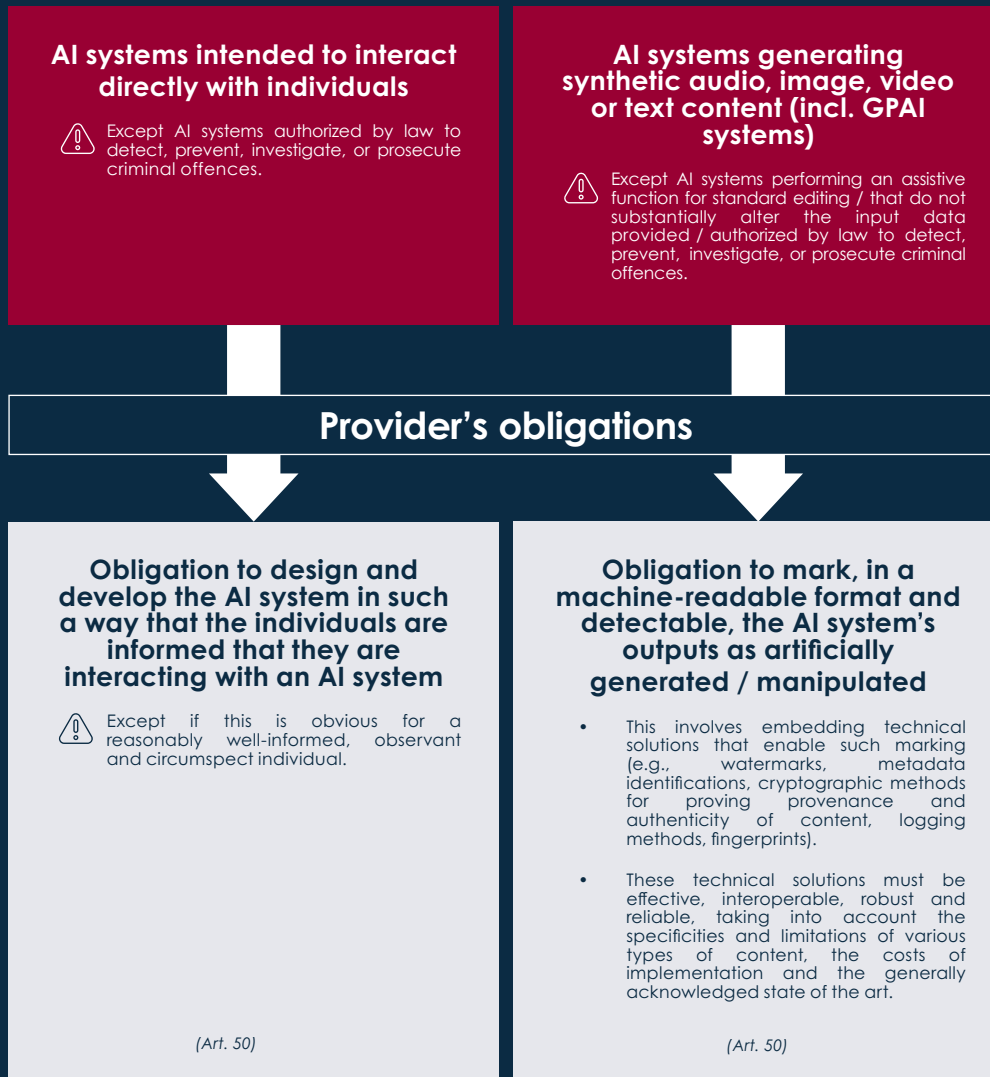 AI systems intended to interact
directly with individuals
Except AI systems authorized by law to
detect, prevent, investigate, or prosecute
criminal offences.
AI systems generating
synthetic audio, image, video
or text content (incl. GPAI
systems)
Except AI systems performing an assistive
function for standard editing / that do not
substantially alter the input data
provided / authorized by law to detect,
prevent, investigate, or prosecute criminal
offences.
Provider’s obligations
Obligation to design and
develop the AI system in such
a way that the individuals are
informed that they are
interacting with an AI system
Except if this is obvious for a
reasonably well-informed, observant
and circumspect individual.
(Art. 50)
Obligation to mark, in a
machine-readable format and
detectable, the AI system’s
outputs as artificially
generated / manipulated
• This involves embedding technical
solutions that enable such marking
(e.g., watermarks, metadata
identifications, cryptographic methods
for proving provenance and
authenticity of content, logging
methods, fingerprints).
• These technical solutions must be
effective, interoperable, robust and
reliable, taking into account the
specificities and limitations of various
types of content, the costs of
implementation and the generally
acknowledged state of the art.
(Art. 50)